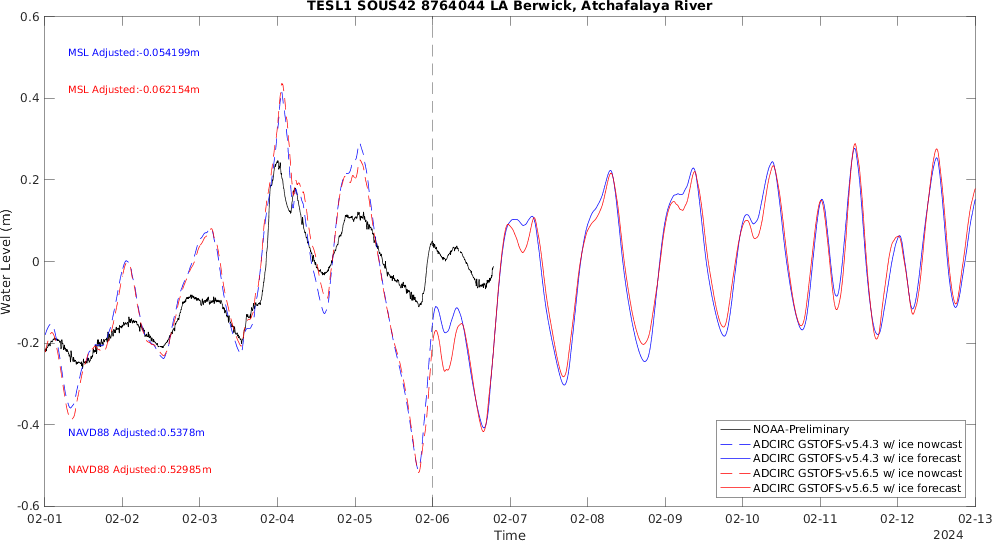 TESL1 SOUS42 8764044 LA Berwick, Atchafalaya River
0.6
0.4
0.2
0
-0.2
-0.4
-0.6
Water Level (m)
MSL Adjusted:-0.054199m
MSL Adjusted:-0.062154m
NAVD88 Adjusted:0.5378m
NAVD88 Adjusted:0.52985m
NOAA-Preliminary
ADCIRC GSTOFS-v5.4.3 w/ ice nowcast
ADCIRC GSTOFS-v5.4.3 w/ ice forecast
ADCIRC GSTOFS-v5.6.5 w/ ice nowcast
ADCIRC GSTOFS-v5.6.5 w/ ice forecast
02-01 02-02 02-03 02-04 02-05 02-06 02-07 02-08 02-09 02-10 02-11 02-12 02-13
Time
2024